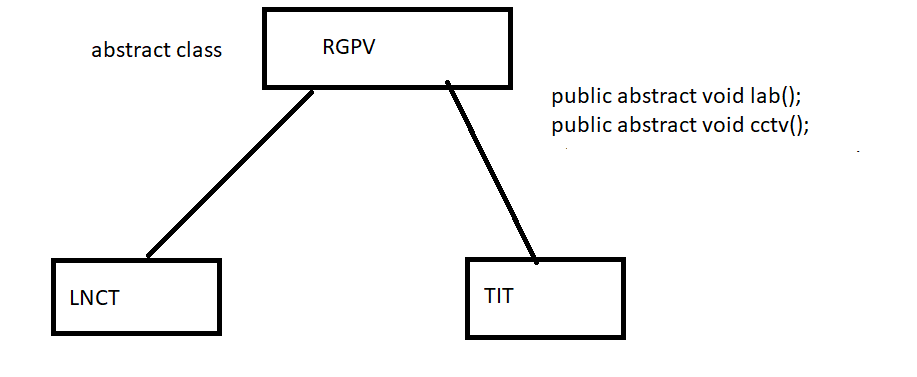 RGPV
abstract class
public abstract void lab();
public abstract void cctv();
LNCT
TIT